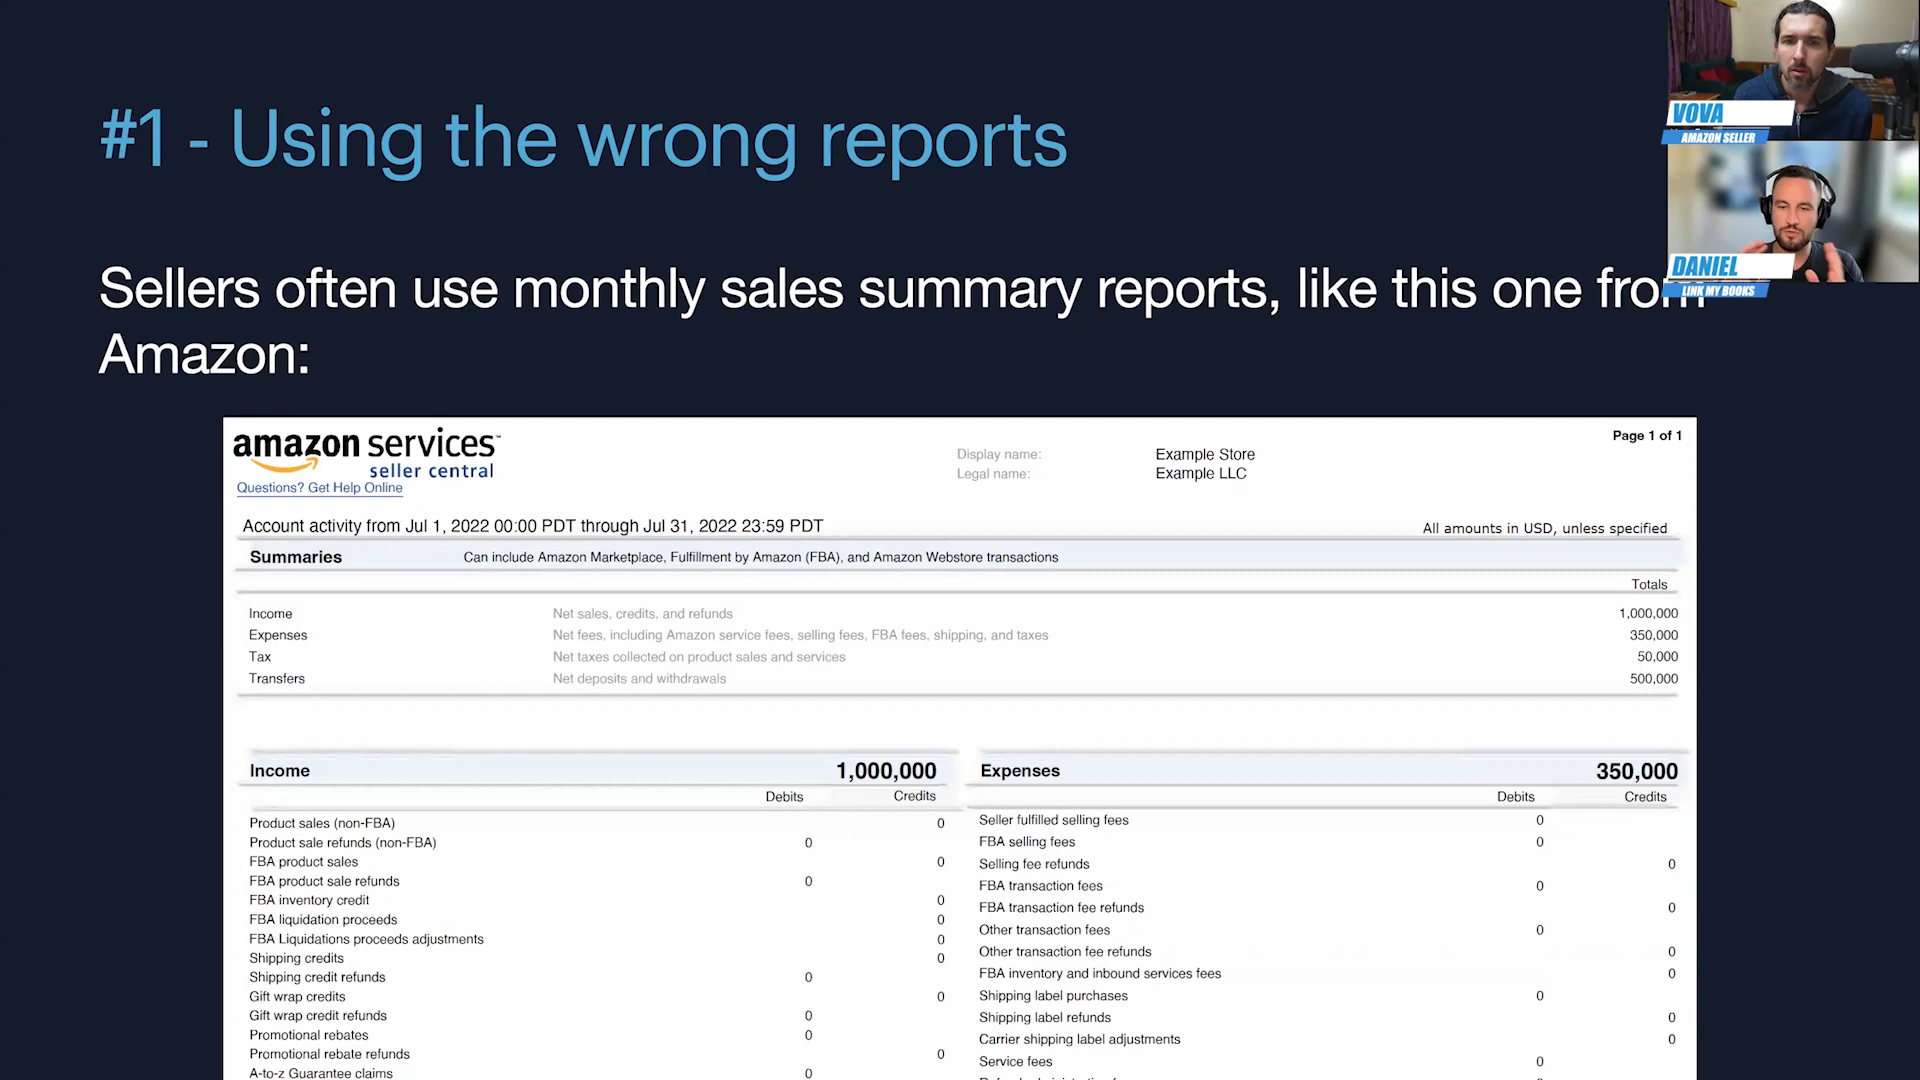 #1 - Using the wrong reports
VOVA
AMAZON SELLER
DANIEL
LINK MY BOOKS
Sellers often use monthly sales summary reports, like this one from
Amazon:
amazon services
seller central
Questions? Get Help Online
Display name: Example Store
Legal name: Example LLC
Page 1 of 1
Account activity from Jul 1, 2022 00:00 PDT through Jul 31, 2022 23:59 PDT
All amounts in USD, unless specified
Summaries Can include Amazon Marketplace, Fulfillment by Amazon (FBA), and Amazon Webstore transactions
Totals
Income Net sales, credits, and refunds 1,000,000
Expenses Net fees, including Amazon service fees, selling fees, FBA fees, shipping, and taxes 350,000
Tax Net taxes collected on product sales and services 50,000
Transfers Net deposits and withdrawals 500,000
Income 1,000,000
Debits Credits
Product sales (non-FBA) 0
Product sale refunds (non-FBA) 0
FBA product sales 0
FBA product sale refunds 0
FBA inventory credit 0
FBA liquidation proceeds 0
FBA Liquidations proceeds adjustments 0
Shipping credits 0
Shipping credit refunds 0
Gift wrap credits 0
Gift wrap credit refunds 0
Promotional rebates 0
Promotional rebate refunds 0
A-to-z Guarantee claims 0
Expenses 350,000
Debits Credits
Seller fulfilled selling fees 0
FBA selling fees 0
Selling fee refunds 0
FBA transaction fees 0
FBA transaction fee refunds 0
Other transaction fees 0
Other transaction fee refunds 0
FBA inventory and inbound services fees 0
Shipping label purchases 0
Shipping label refunds 0
Carrier shipping label adjustments 0
Service fees 0